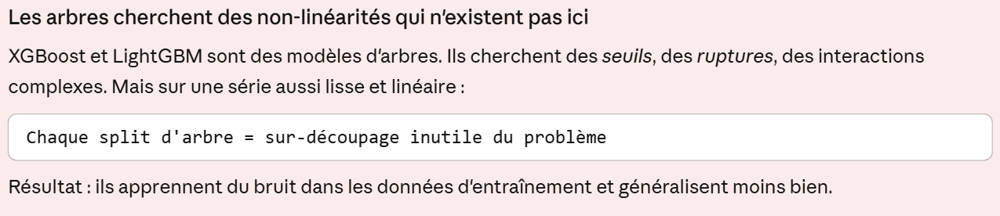 Les arbres cherchent des non-linéarités qui n'existent pas ici
XGBoost et LightGBM sont des modèles d'arbres. Ils cherchent des seuils, des ruptures, des interactions
complexes. Mais sur une série aussi lisse et linéaire :
Chaque split d'arbre = sur-découpage inutile du problème
Résultat : ils apprennent du bruit dans les données d'entraînement et généralisent moins bien.